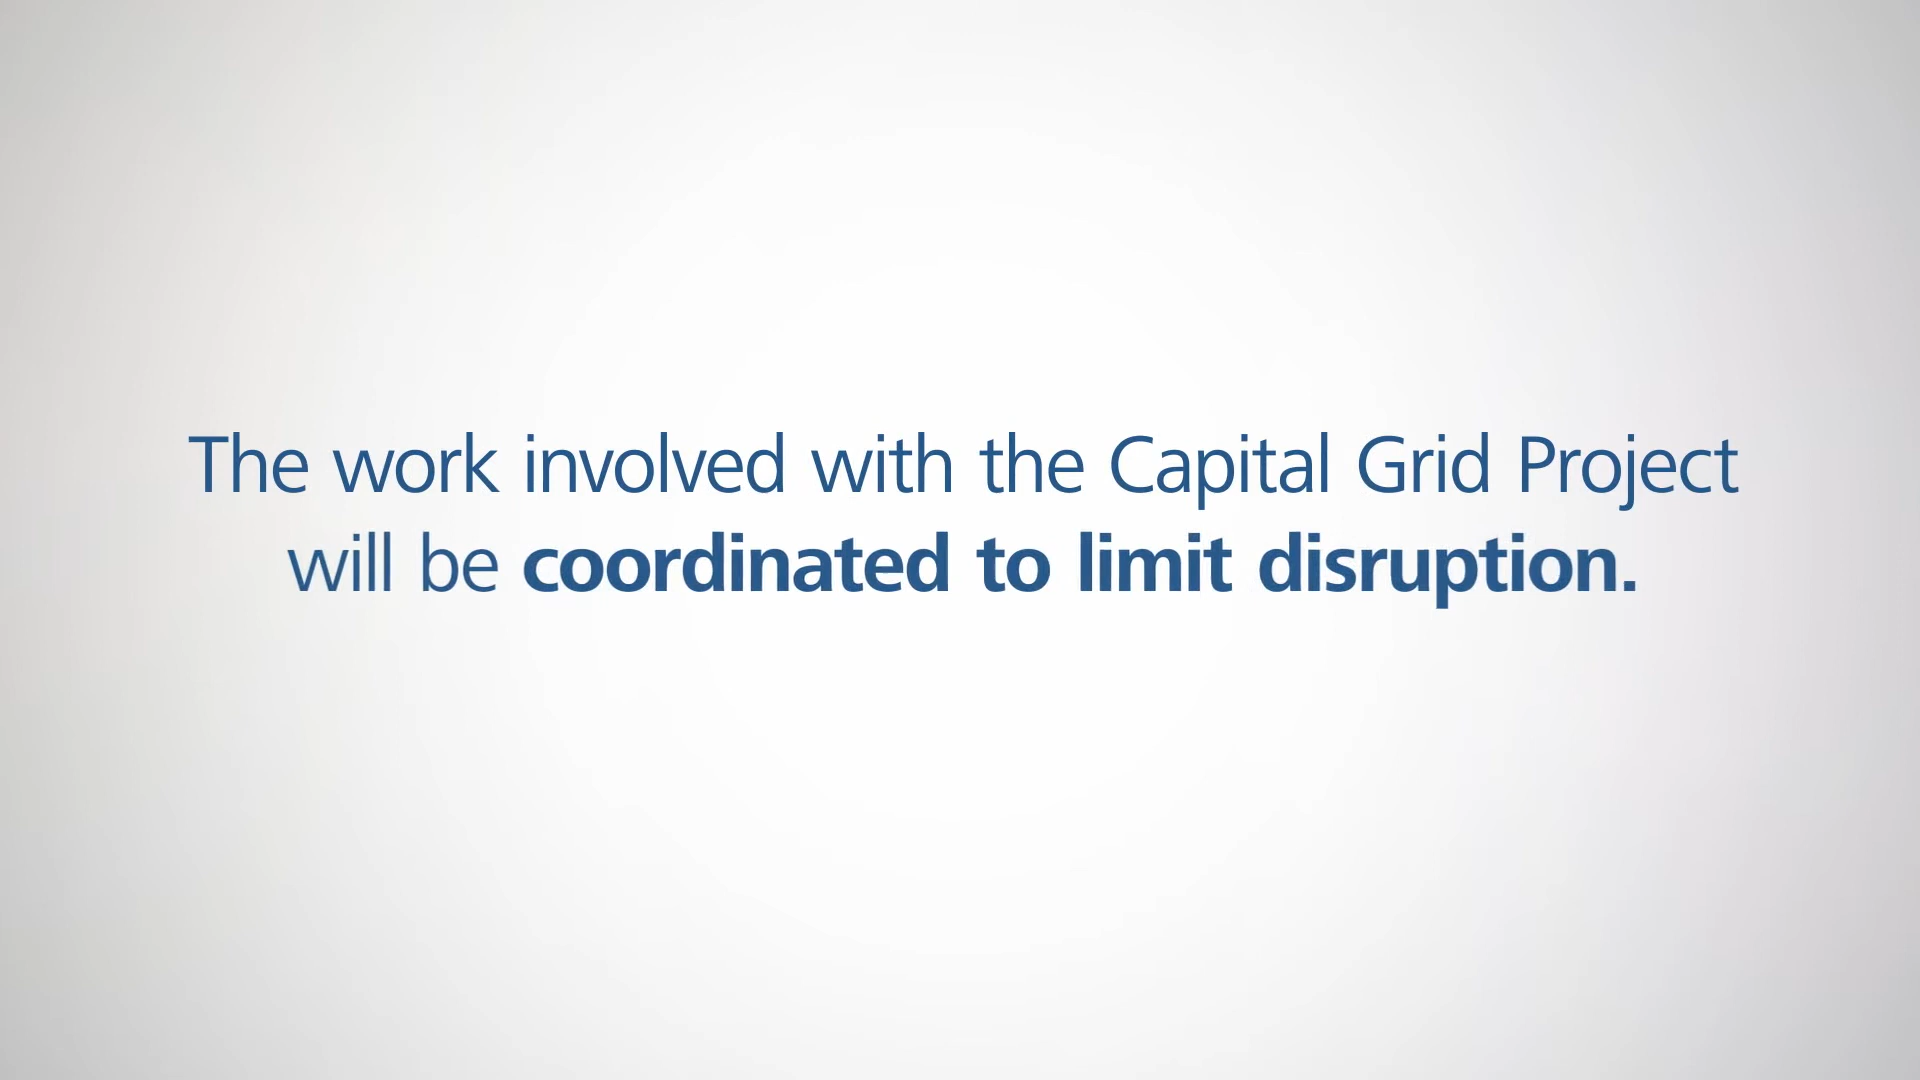 The work involved with the Capital Grid Project
will be coordinated to limit disruption.